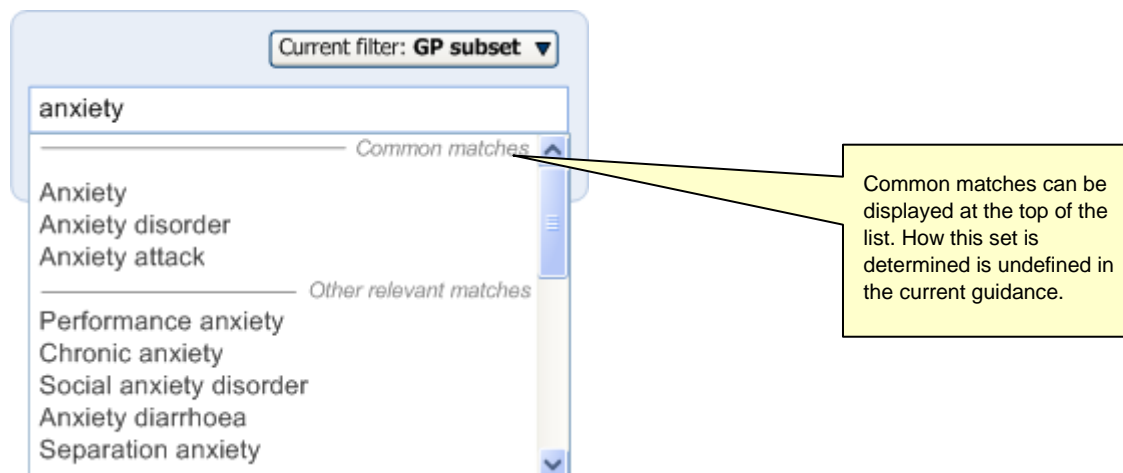 Current filter: GP subset
anxiety
Common matches
Anxiety
Anxiety disorder
Anxiety attack
Other relevant matches
Performance anxiety
Chronic anxiety
Social anxiety disorder
Anxiety diarrhoea
Separation anxiety
Common matches can be
displayed at the top of the
list. How this set is
determined is undefined in
the current guidance.